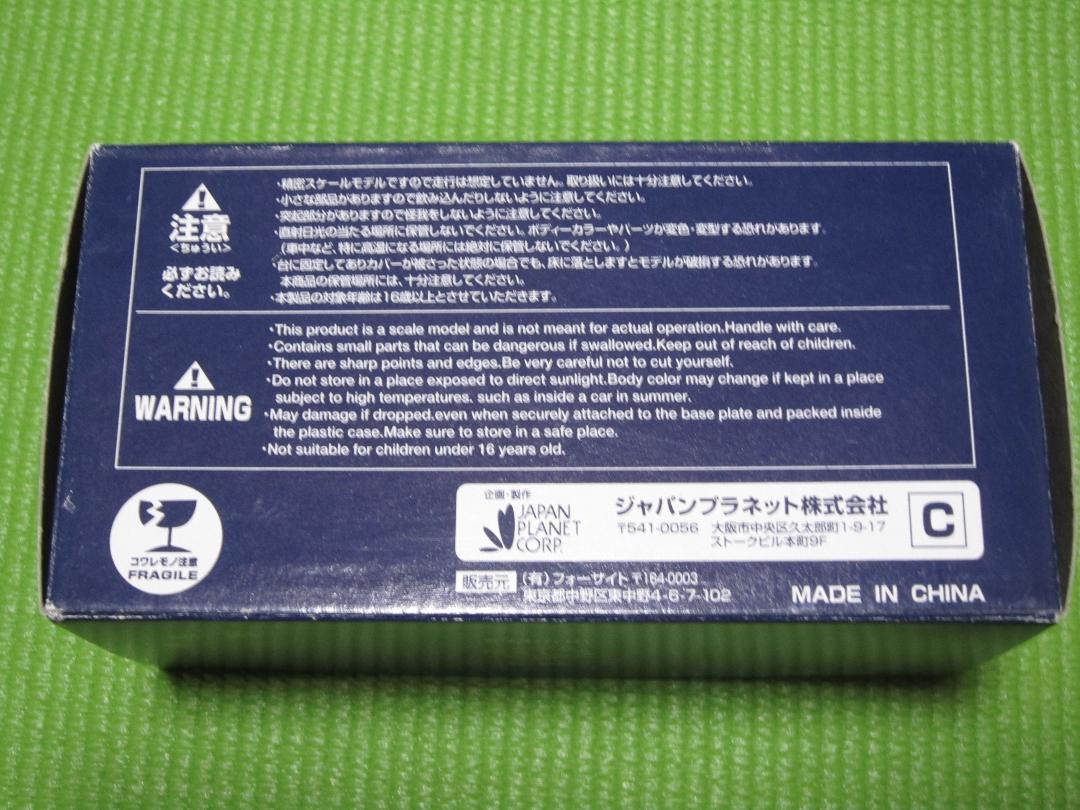 注意
<ちゅうい>
必ずお読み
ください。
・精密スケールモデルですので走行は想定していません。取り扱いには十分注意してください。
・小さな部品がありますので飲み込んだりしないように注意してください。
・突起部分がありますので怪我をしないように注意してください。
・直射日光の当たる場所に保管しないでください。ボディーカラーやパーツが変色・変型する恐れがあります。
（車中など、特に高温になる場所には絶対に保管しないでください。）
・台に固定してありカバーが被さった状態の場合でも、床に落としますとモデルが破損する恐れがあります。
本商品の保管場所には、十分注意してください。
・本製品の対象年齢は16歳以上とさせていただきます。
WARNING
・This product is a scale model and is not meant for actual operation.Handle with care.
・Contains small parts that can be dangerous if swallowed.Keep out of reach of children.
・There are sharp points and edges.Be very careful not to cut yourself.
・Do not store in a place exposed to direct sunlight.Body color may change if kept in a place
subject to high temperatures. such as inside a car in summer.
・May damage if dropped.even when securely attached to the base plate and packed inside
the plastic case.Make sure to store in a safe place.
・Not suitable for children under 16 years old.
コワレモノ注意
FRAGILE
企画・製作
JAPAN
PLANET
CORP.
ジャパンプラネット株式会社
〒541-0056 大阪市中央区久太郎町1-9-17
ストークビル本町9F
C
販売元 (有)フォーサイト 〒164-0003
東京都中野区東中野4-6-7-102
MADE IN CHINA